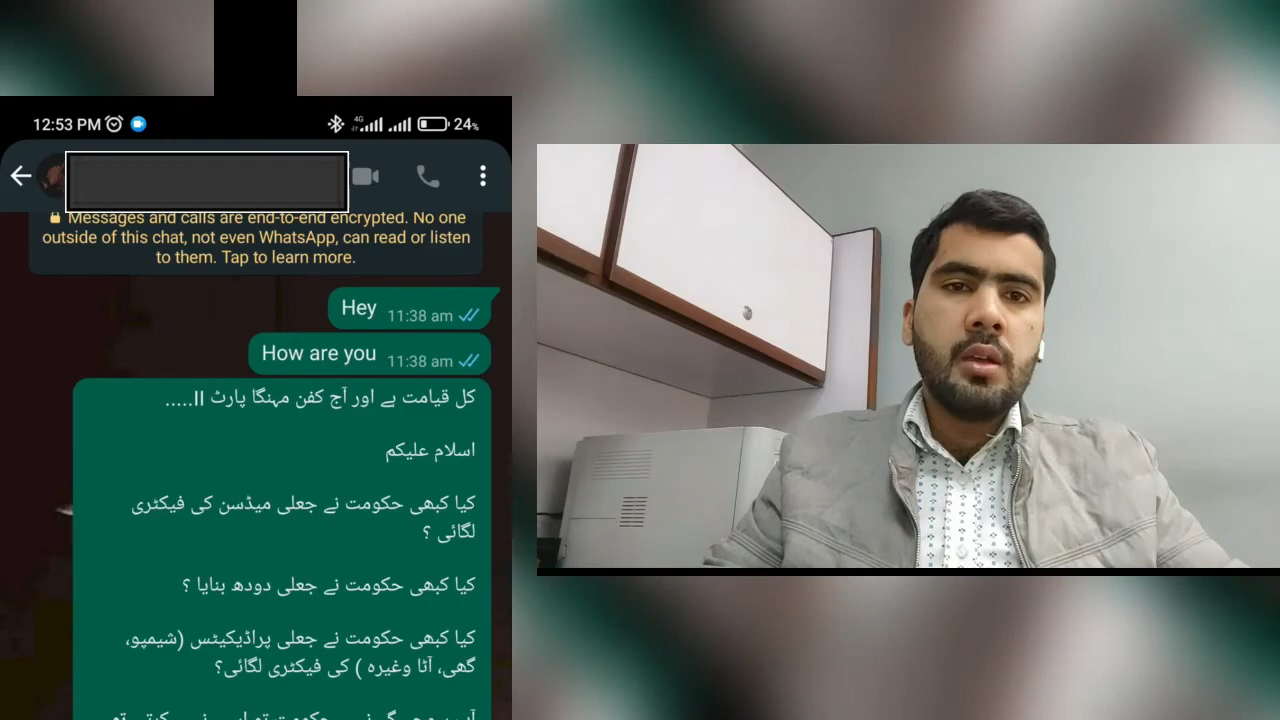 12:53 PM
4G
24%
Messages and calls are end-to-end encrypted. No one
outside of this chat, not even WhatsApp, can read or listen
to them. Tap to learn more.
Hey 11:38 am
How are you 11:38 am
کل قیامت ہے اور آج کفن مہنگا پارٹ II.....
اسلام علیکم
کیا کبھی حکومت نے جعلی میڈسن کی فیکٹری
لگائی ؟
کیا کبھی حکومت نے جعلی دودھ بنایا ؟
کیا کبھی حکومت نے جعلی پراڈیکیٹس (شیمپو،
گھی، آٹا وغیرہ ) کی فیکٹری لگائی؟